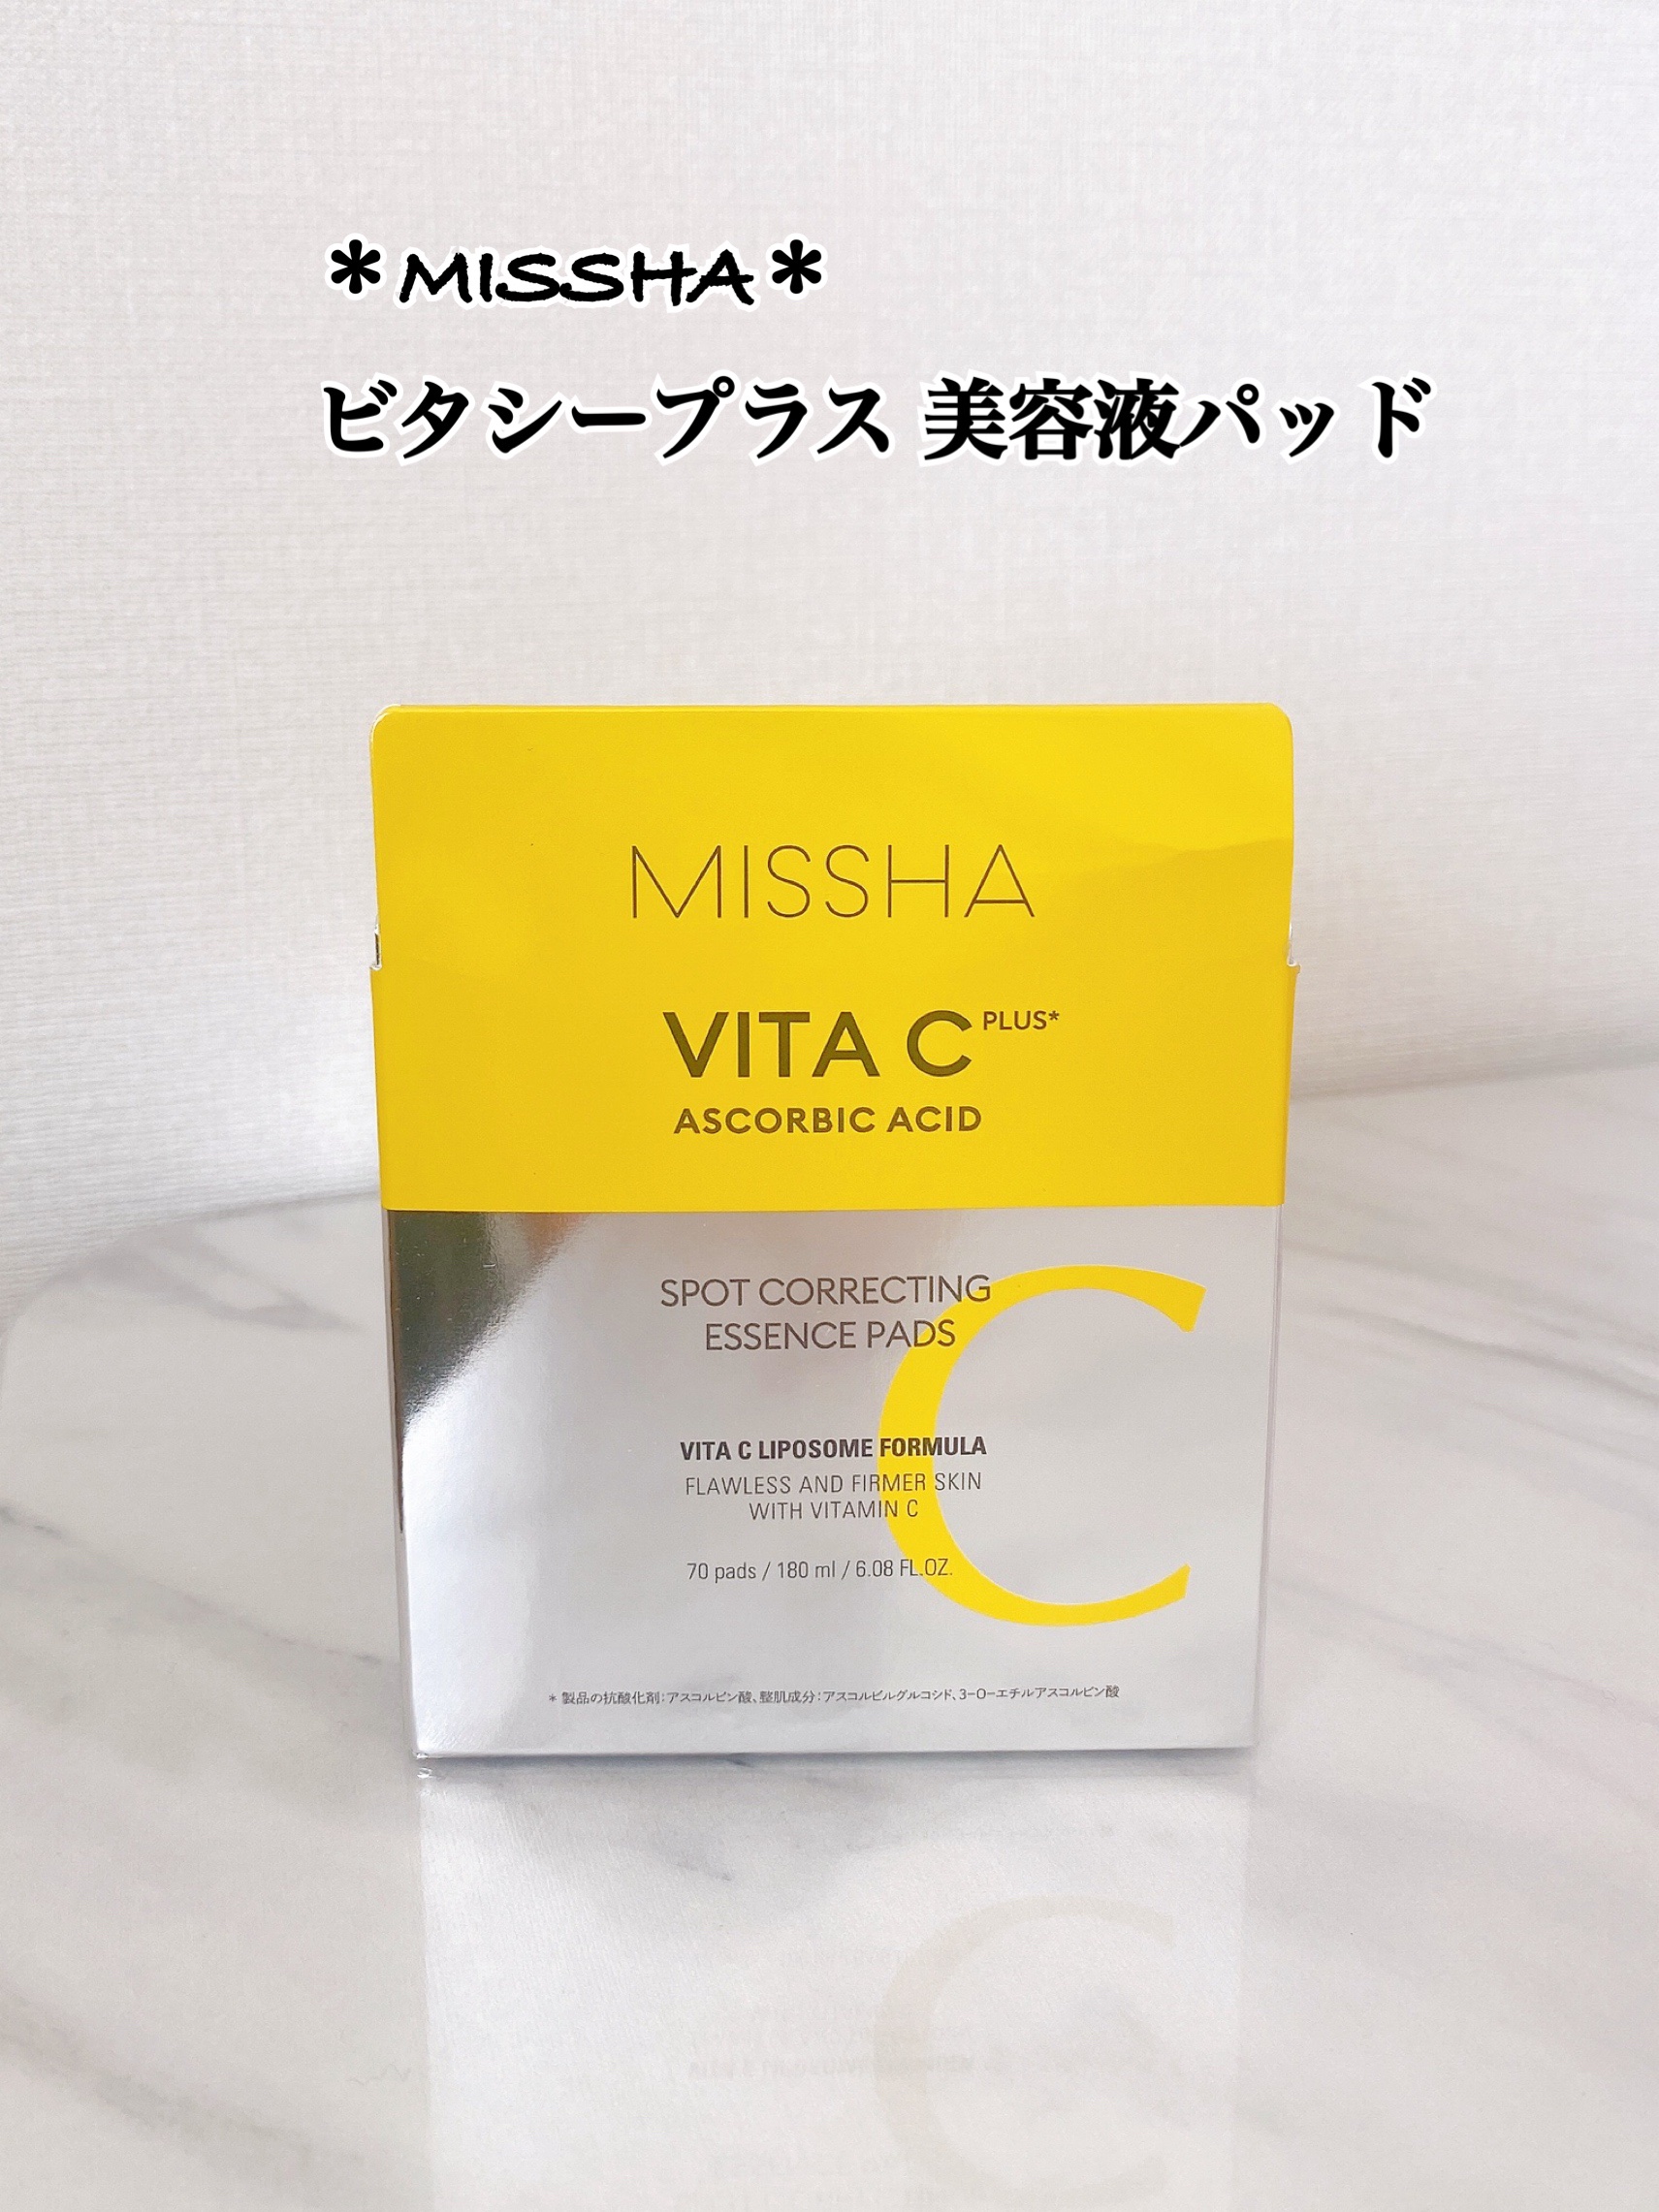 ＊MISSHA＊
ビタシープラス 美容液パッド
MISSHA
VITA C PLUS*
ASCORBIC ACID
SPOT CORRECTING
ESSENCE PADS
VITA C LIPOSOME FORMULA
FLAWLESS AND FIRMER SKIN
WITH VITAMIN C
70 pads / 180 ml / 6.08 FL.OZ.
C
＊製品の抗酸化剤：アスコルビン酸、整肌成分：アスコルビルグルコシド、3-O-エチルアスコルビン酸